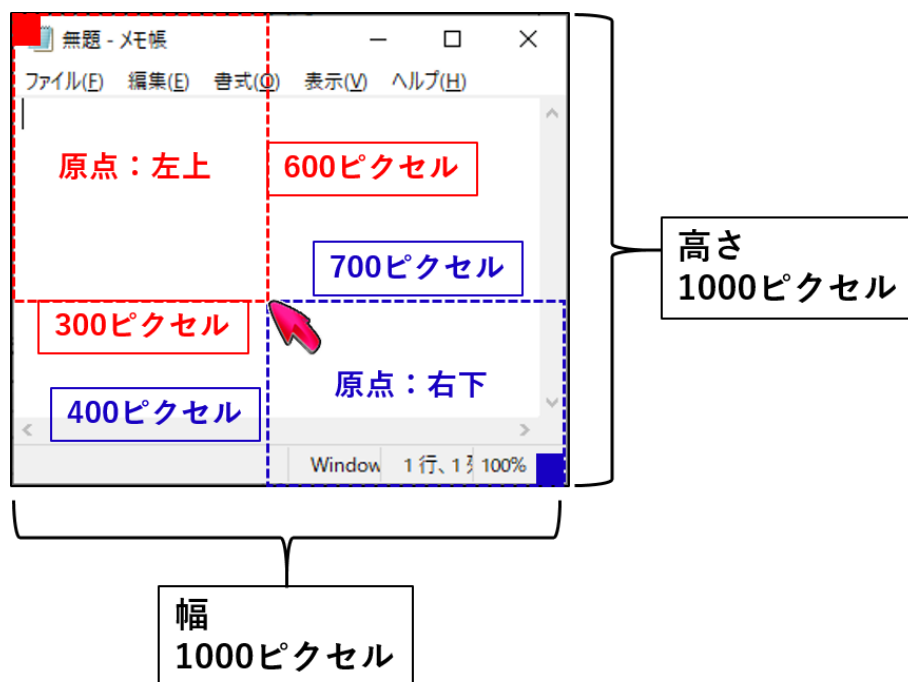 無題 - メモ帳
ファイル(F) 編集(E) 書式(O) 表示(V) ヘルプ(H)
原点：左上
600ピクセル
700ピクセル
高さ
1000ピクセル
300ピクセル
原点：右下
400ピクセル
Window 1 行、1 列 100%
幅
1000ピクセル